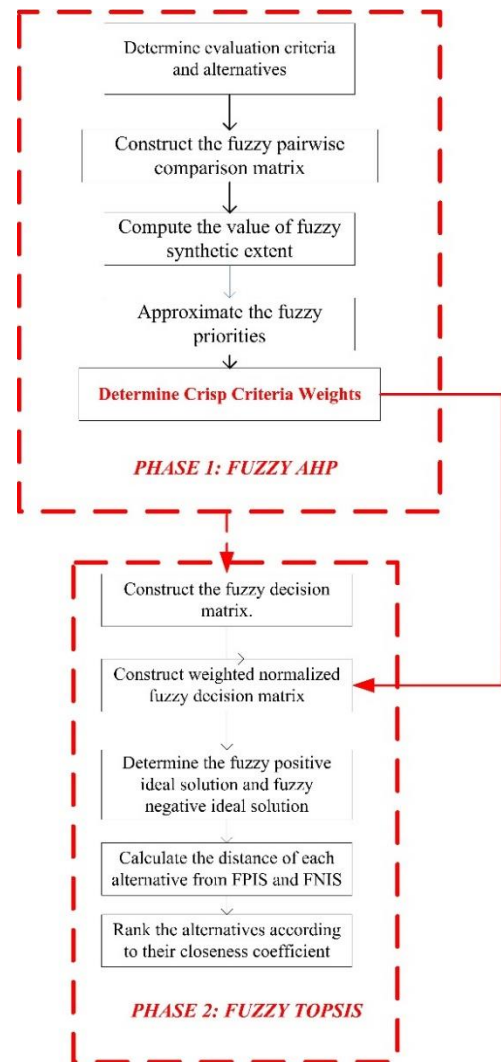 Determine evaluation criteria
and alternatives
Construct the fuzzy pairwise
comparison matrix
Compute the value of fuzzy
synthetic extent
Approximate the fuzzy
priorities
Determine Crisp Criteria Weights
PHASE 1: FUZZY AHP
Construct the fuzzy decision
matrix.
Construct weighted normalized
fuzzy decision matrix
Determine the fuzzy positive
ideal solution and fuzzy
negative ideal solution
Calculate the distance of each
alternative from FPIS and FNIS
Rank the alternatives according
to their closeness coefficient
PHASE 2: FUZZY TOPSIS